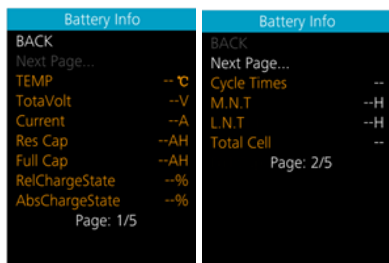 Battery Info
BACK
Next Page...
TEMP -- ℃
TotaVolt --V
Current --A
Res Cap --AH
Full Cap --AH
RelChargeState --%
AbsChargeState --%
Page: 1/5
Battery Info
BACK
Next Page...
Cycle Times --
M.N.T --H
L.N.T --H
Total Cell --
Page: 2/5